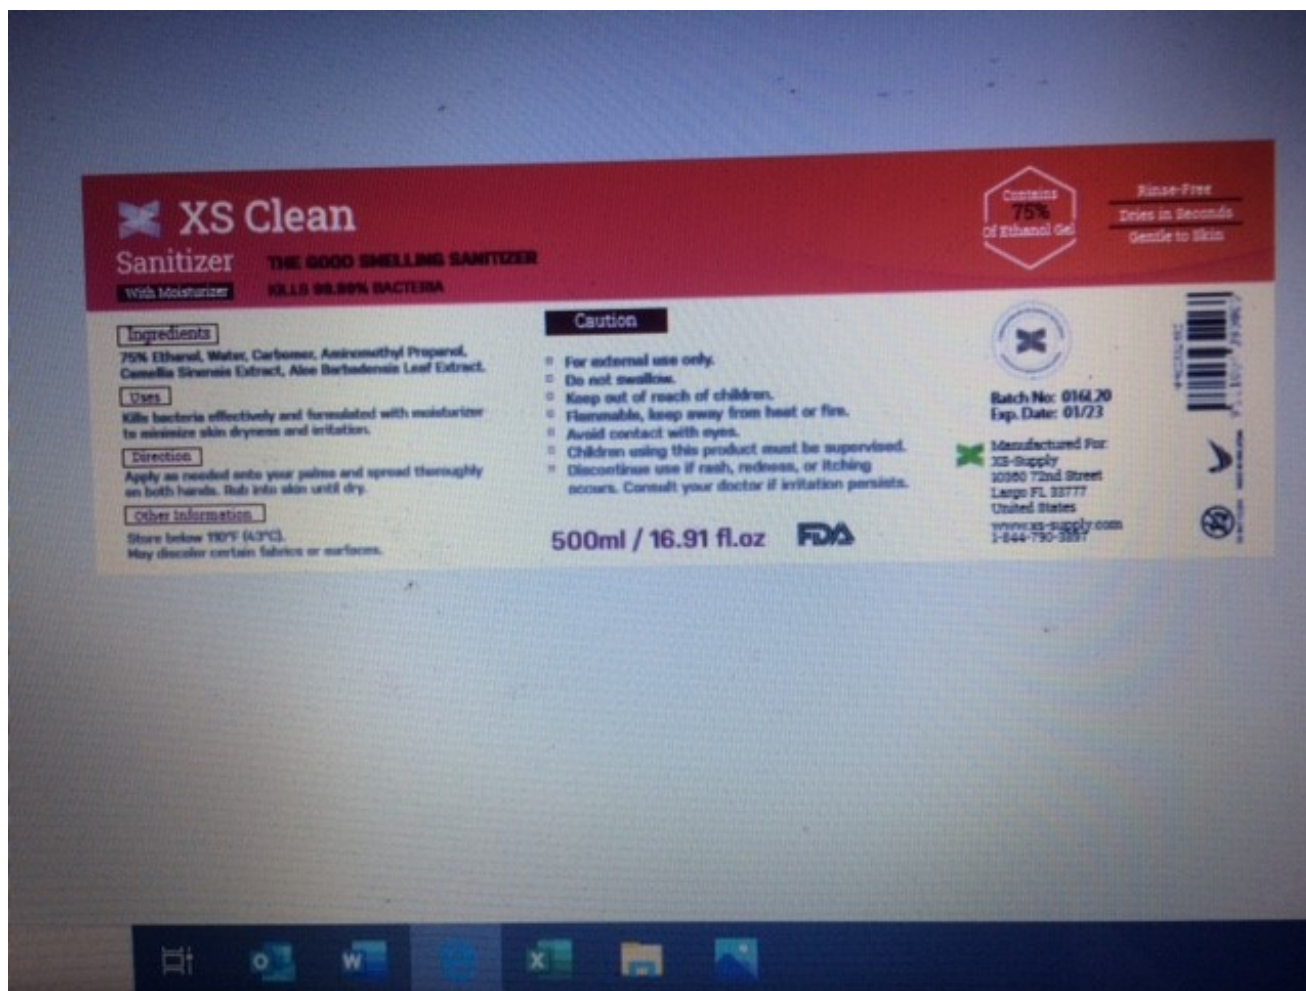 XS Clean
Sanitizer
With Moisturizer
THE GOOD SMELLING SANITIZER
KILLS 99.99% BACTERIA
Contains
75%
Of Ethanol Gel
Rinse-Free
Dries in Seconds
Gentle to Skin
Ingredients
75% Ethanol, Water, Carbomer, Aminomethyl Propanol,
Camellia Sinensis Extract, Aloe Barbadensis Leaf Extract.
Uses
Kills bacteria effectively and formulated with moisturizer
to minimize skin dryness and irritation.
Direction
Apply as needed onto your palms and spread thoroughly
on both hands. Rub into skin until dry.
Other Information
Store below 110°F (43°C).
May discolor certain fabrics or surfaces.
Caution
For external use only.
Do not swallow.
Keep out of reach of children.
Flammable, keep away from heat or fire.
Avoid contact with eyes.
Children using this product must be supervised.
Discontinue use if rash, redness, or itching
occurs. Consult your doctor if irritation persists.
500ml / 16.91 fl.oz
FDA
Batch No: 016L20
Exp. Date: 01/23
Manufactured For:
XS-Supply
72nd Street
Largo FL 33777
United States
www.xs-supply.com
O
W
X